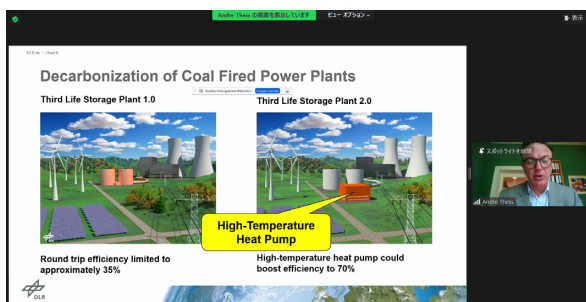 Andre Thess の画面を表示しています
ビュー オプション
表示
DLR.de • Chart 8
Decarbonization of Coal Fired Power Plants
Third Life Storage Plant 1.0
Third Life Storage Plant 2.0
High-Temperature
Heat Pump
Round trip efficiency limited to
approximately 35%
High-temperature heat pump could
boost efficiency to 70%
DLR
スポットライトを削除
Andre Thess